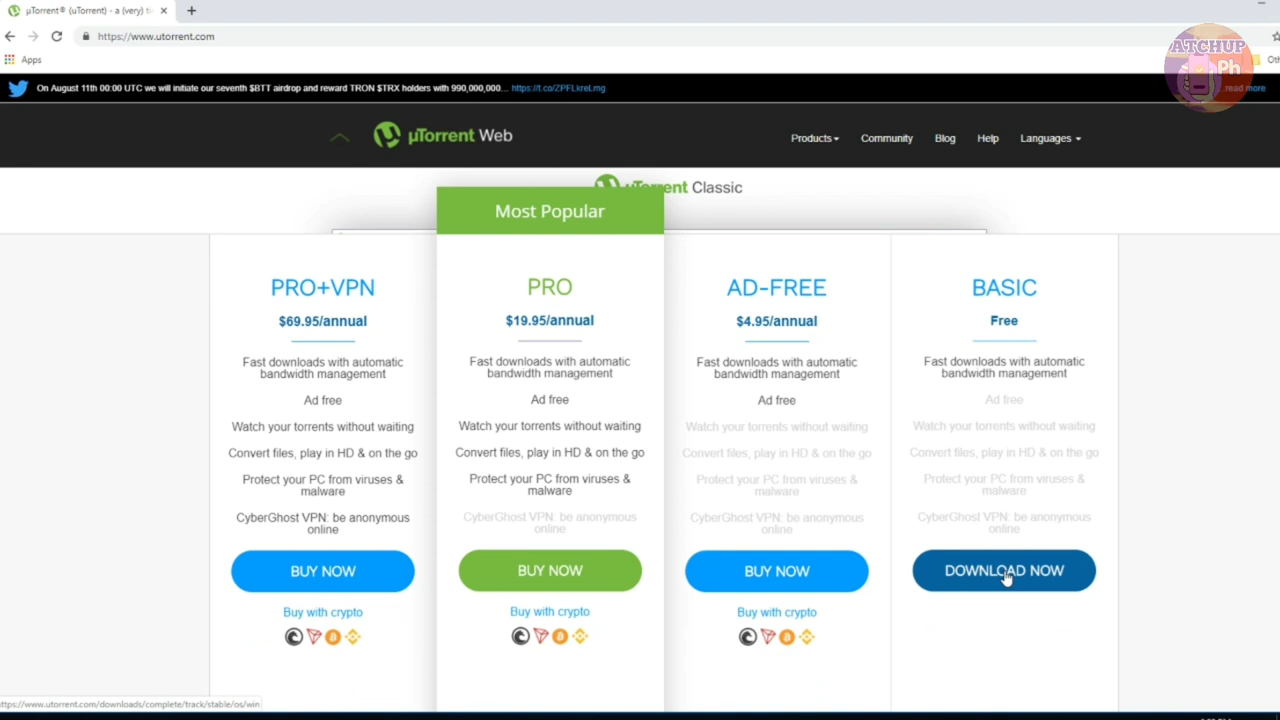 µTorrent® (uTorrent) - a (very) ti
https://www.utorrent.com
Apps
ATCHUP
Ph
On August 11th 00:00 UTC we will initiate our seventh $BTT airdrop and reward TRON $TRX holders with 990,000,000... https://t.co/ZPFLkreLmg
read more
µTorrent Web
Products
Community
Blog
Help
Languages
µTorrent Classic
Most Popular
PRO+VPN
$69.95/annual
Fast downloads with automatic
bandwidth management
Ad free
Watch your torrents without waiting
Convert files, play in HD & on the go
Protect your PC from viruses &
malware
CyberGhost VPN: be anonymous
online
BUY NOW
Buy with crypto
PRO
$19.95/annual
Fast downloads with automatic
bandwidth management
Ad free
Watch your torrents without waiting
Convert files, play in HD & on the go
Protect your PC from viruses &
malware
CyberGhost VPN: be anonymous
online
BUY NOW
Buy with crypto
AD-FREE
$4.95/annual
Fast downloads with automatic
bandwidth management
Ad free
Watch your torrents without waiting
Convert files, play in HD & on the go
Protect your PC from viruses &
malware
CyberGhost VPN: be anonymous
online
BUY NOW
Buy with crypto
BASIC
Free
Fast downloads with automatic
bandwidth management
Ad free
Watch your torrents without waiting
Convert files, play in HD & on the go
Protect your PC from viruses &
malware
CyberGhost VPN: be anonymous
online
DOWNLOAD NOW
https://www.utorrent.com/downloads/complete/track/stable/os/win